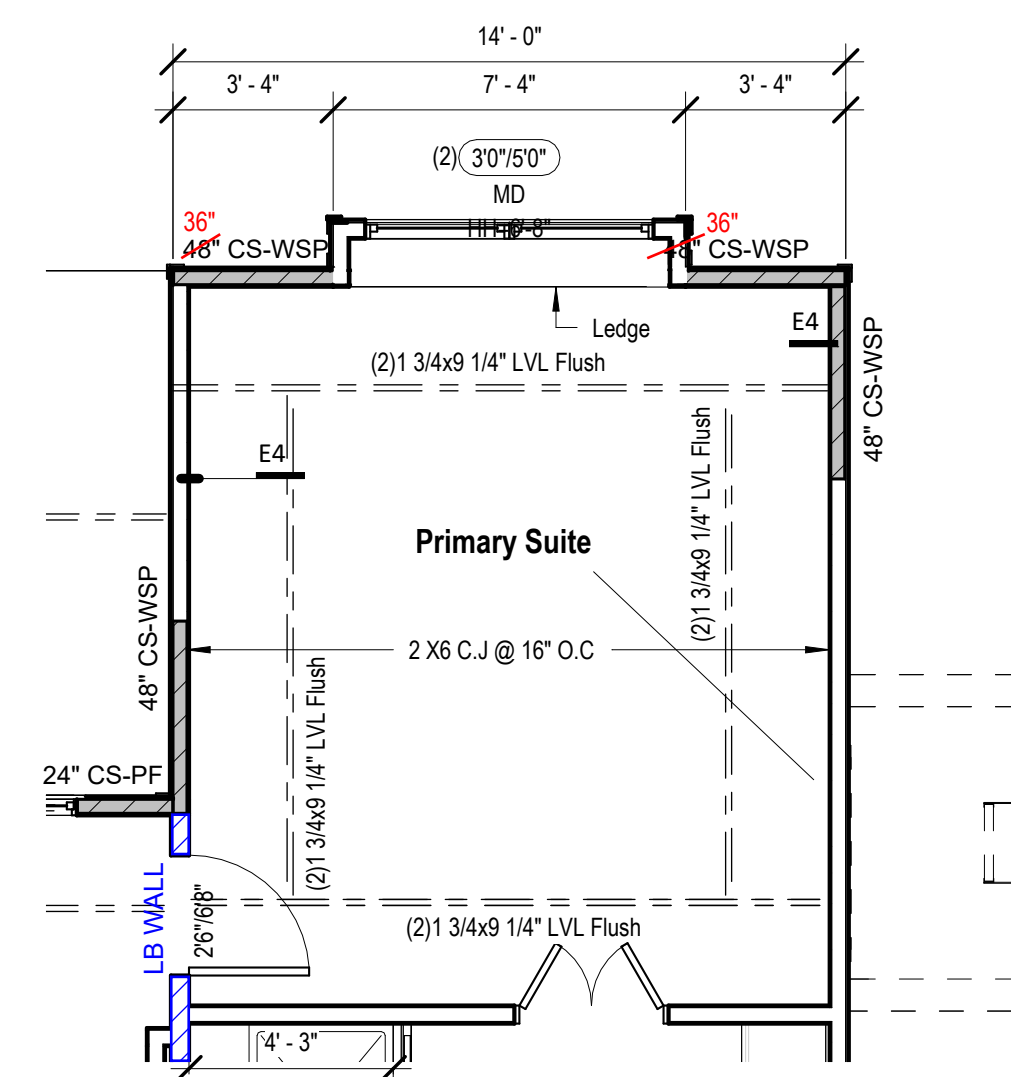 14' - 0"
3' - 4"
7' - 4"
3' - 4"
(2) 3'0"/5'0"
MD
HH 6'-8"
36"
48" CS-WSP
36"
48" CS-WSP
Ledge
E4
(2)1 3/4x9 1/4" LVL Flush
48" CS-WSP
E4
(2)1 3/4x9 1/4" LVL Flush
Primary Suite
48" CS-WSP
2 X6 C.J @ 16" O.C
(2)1 3/4x9 1/4" LVL Flush
24" CS-PF
LB WALL
2'6"/6'8"
(2)1 3/4x9 1/4" LVL Flush
4' - 3"